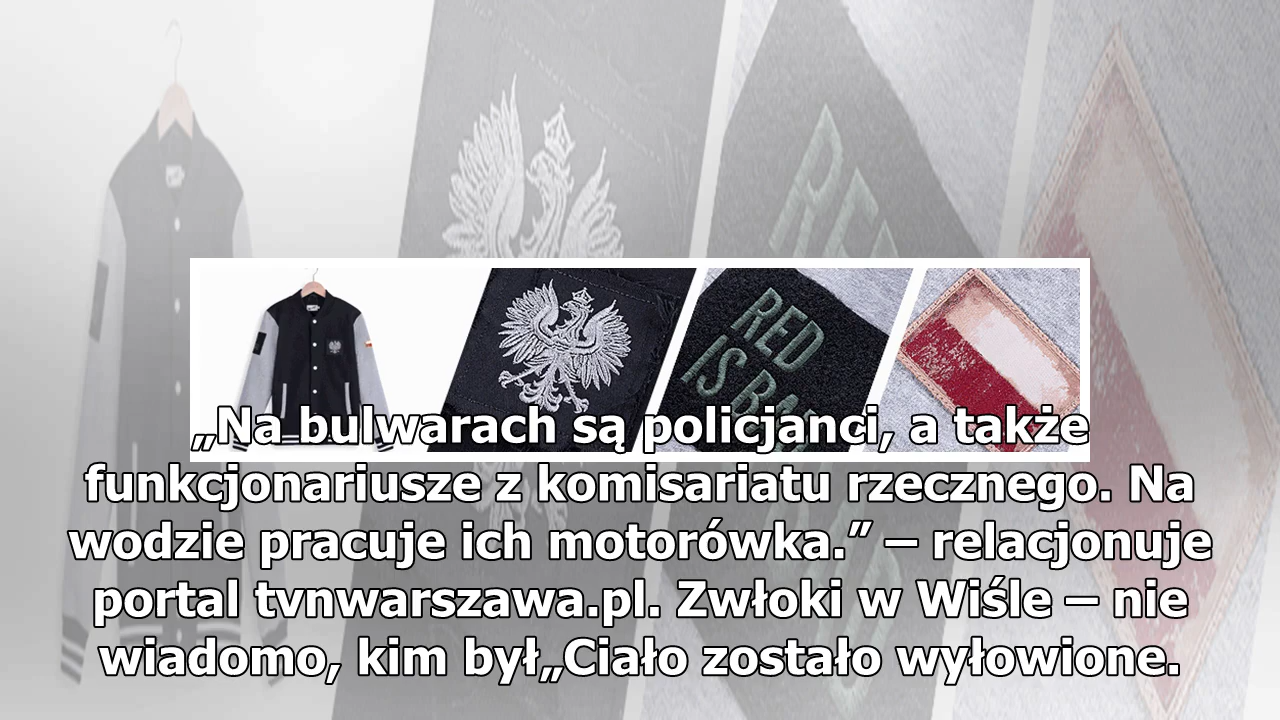 RED
IS BA
„Na bulwarach są policjanci, a także
funkcjonariusze z komisariatu rzecznego. Na
wodzie pracuje ich motorówka.” – relacjonuje
portal tvnwarszawa.pl. Zwłoki w Wiśle – nie
wiadomo, kim był„Ciało zostało wyłowione.